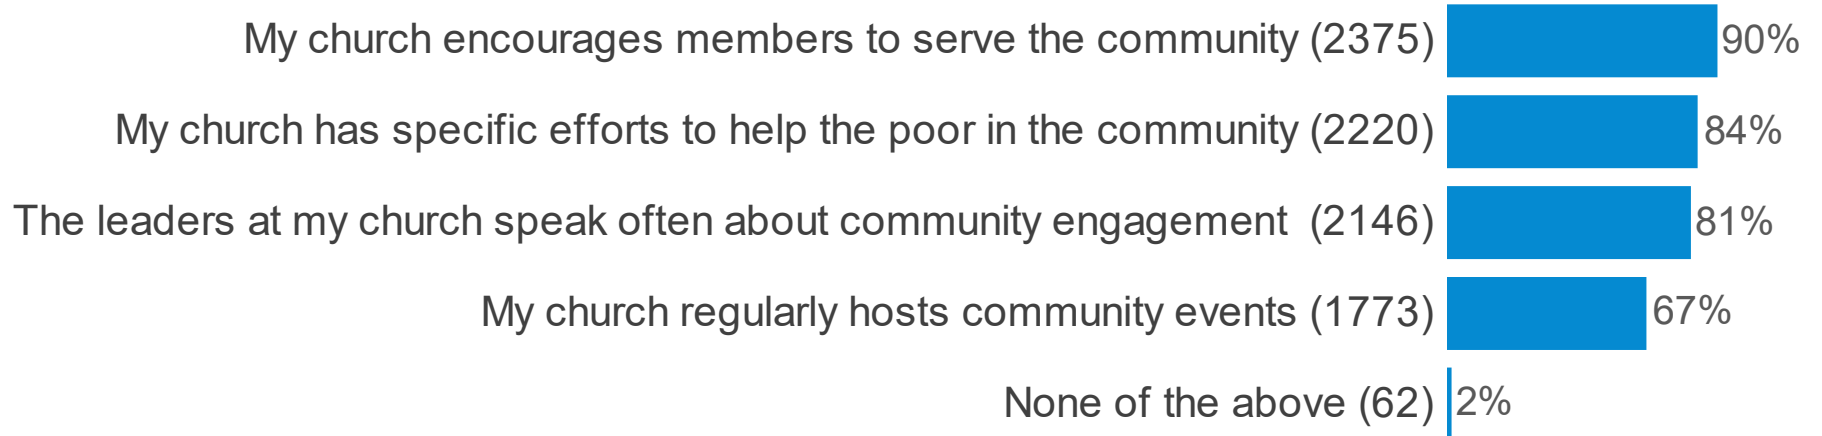 My church encourages members to serve the community (2375) 90%
My church has specific efforts to help the poor in the community (2220) 84%
The leaders at my church speak often about community engagement  (2146) 81%
My church regularly hosts community events (1773) 67%
None of the above (62) 2%